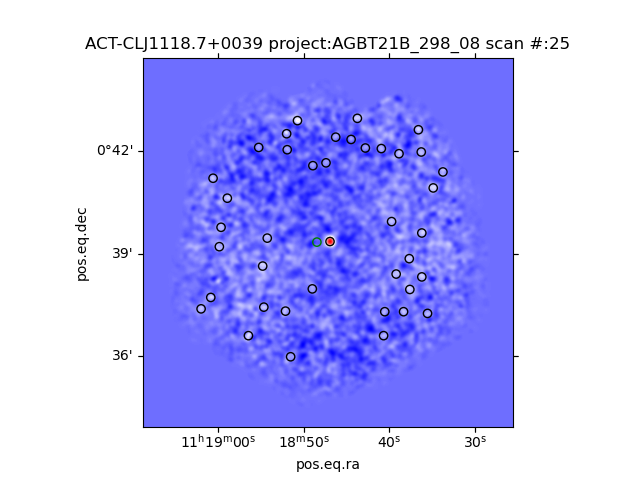 ACT-CLJ1118.7+0039 project:AGBT21B_298_08 scan #:25
0°42'
39'
36'
pos.eq.dec
11ʰ19ᵐ00ˢ 18ᵐ50ˢ 40ˢ 30ˢ
pos.eq.ra